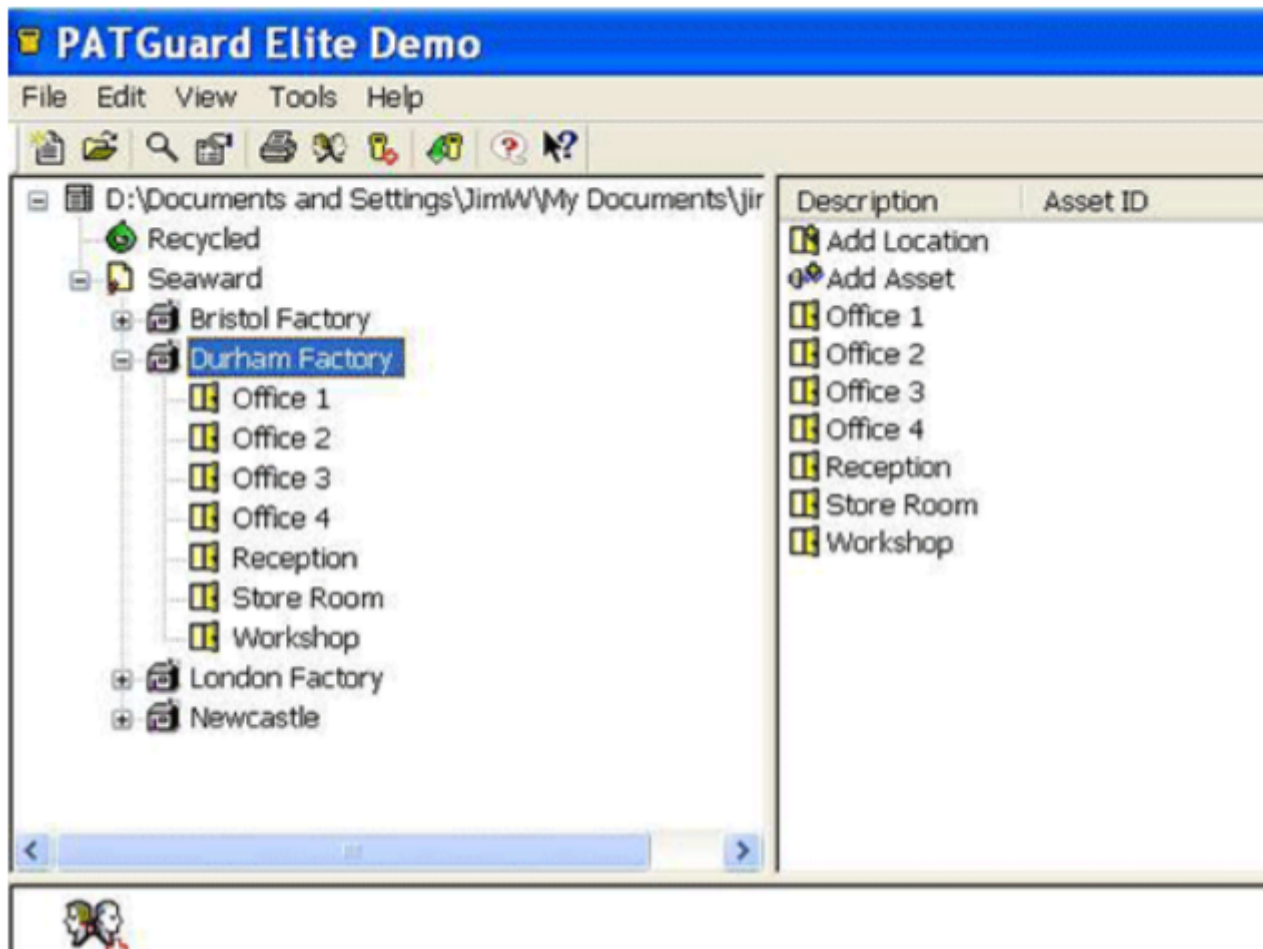 PATGuard Elite Demo
File Edit View Tools Help
D:\Documents and Settings\JimW\My Documents\jir
Recycled
Seaward
Bristol Factory
Durham Factory
Office 1
Office 2
Office 3
Office 4
Reception
Store Room
Workshop
London Factory
Newcastle
Description Asset ID
Add Location
Add Asset
Office 1
Office 2
Office 3
Office 4
Reception
Store Room
Workshop